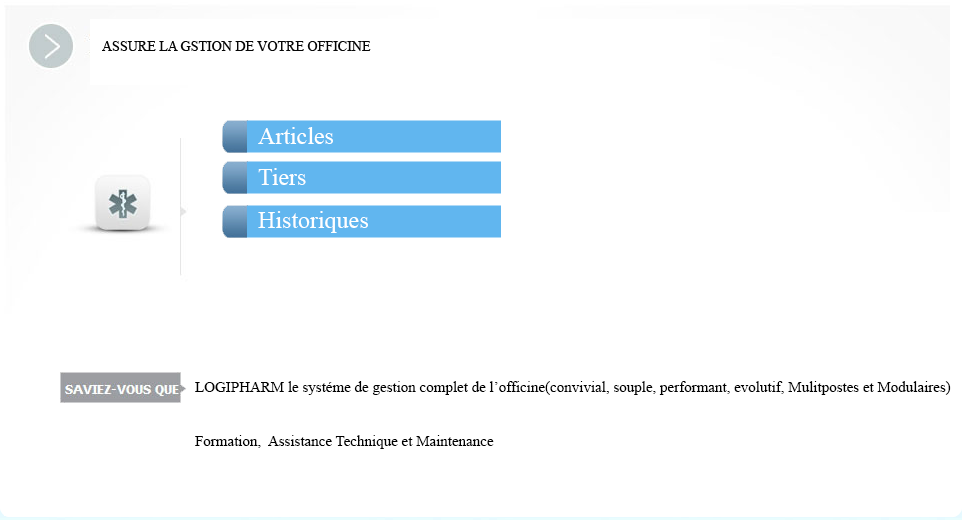 ASSURE LA GSTION DE VOTRE OFFICINE
Articles
Tiers
Historiques
SAVIEZ-VOUS QUE
LOGIPHARM le systéme de gestion complet de l’officine(convivial, souple, performant, evolutif, Mulitpostes et Modulaires)
Formation,  Assistance Technique et Maintenance